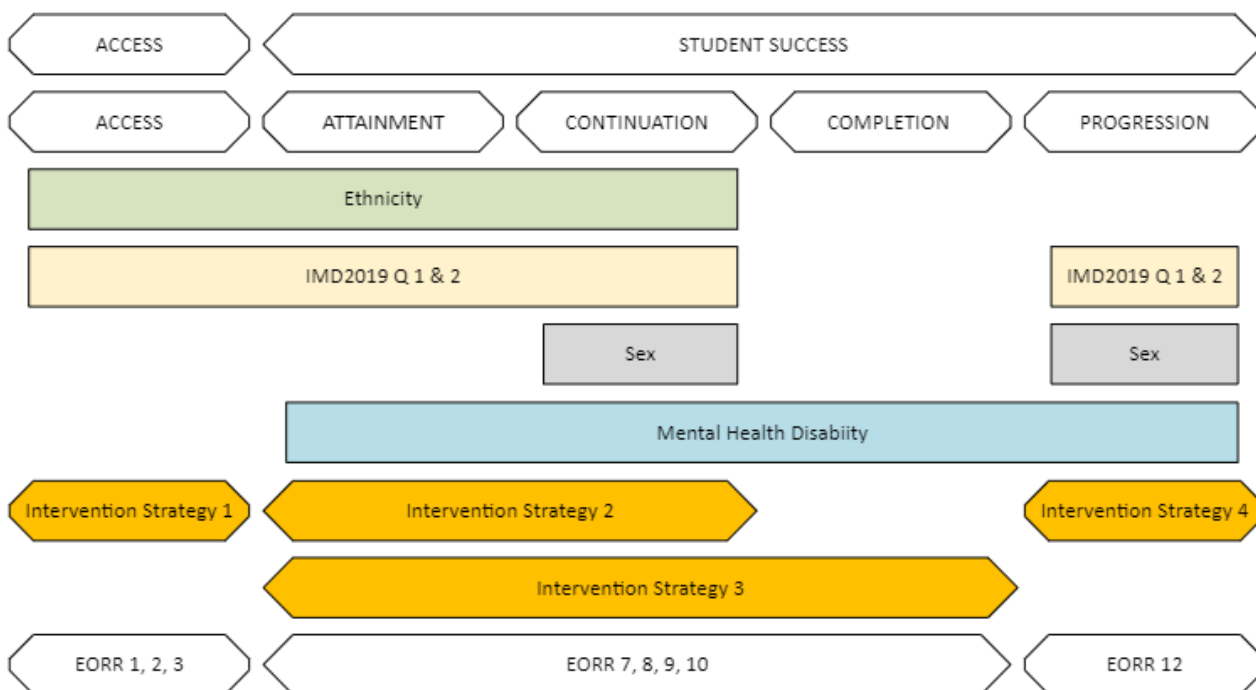 ACCESS
STUDENT SUCCESS
ACCESS
ATTAINMENT
CONTINUATION
COMPLETION
PROGRESSION
Ethnicity
IMD2019 Q 1 & 2
IMD2019 Q 1 & 2
Sex
Sex
Mental Health Disabiity
Intervention Strategy 1
Intervention Strategy 2
Intervention Strategy 4
Intervention Strategy 3
EORR 1, 2, 3
EORR 7, 8, 9, 10
EORR 12